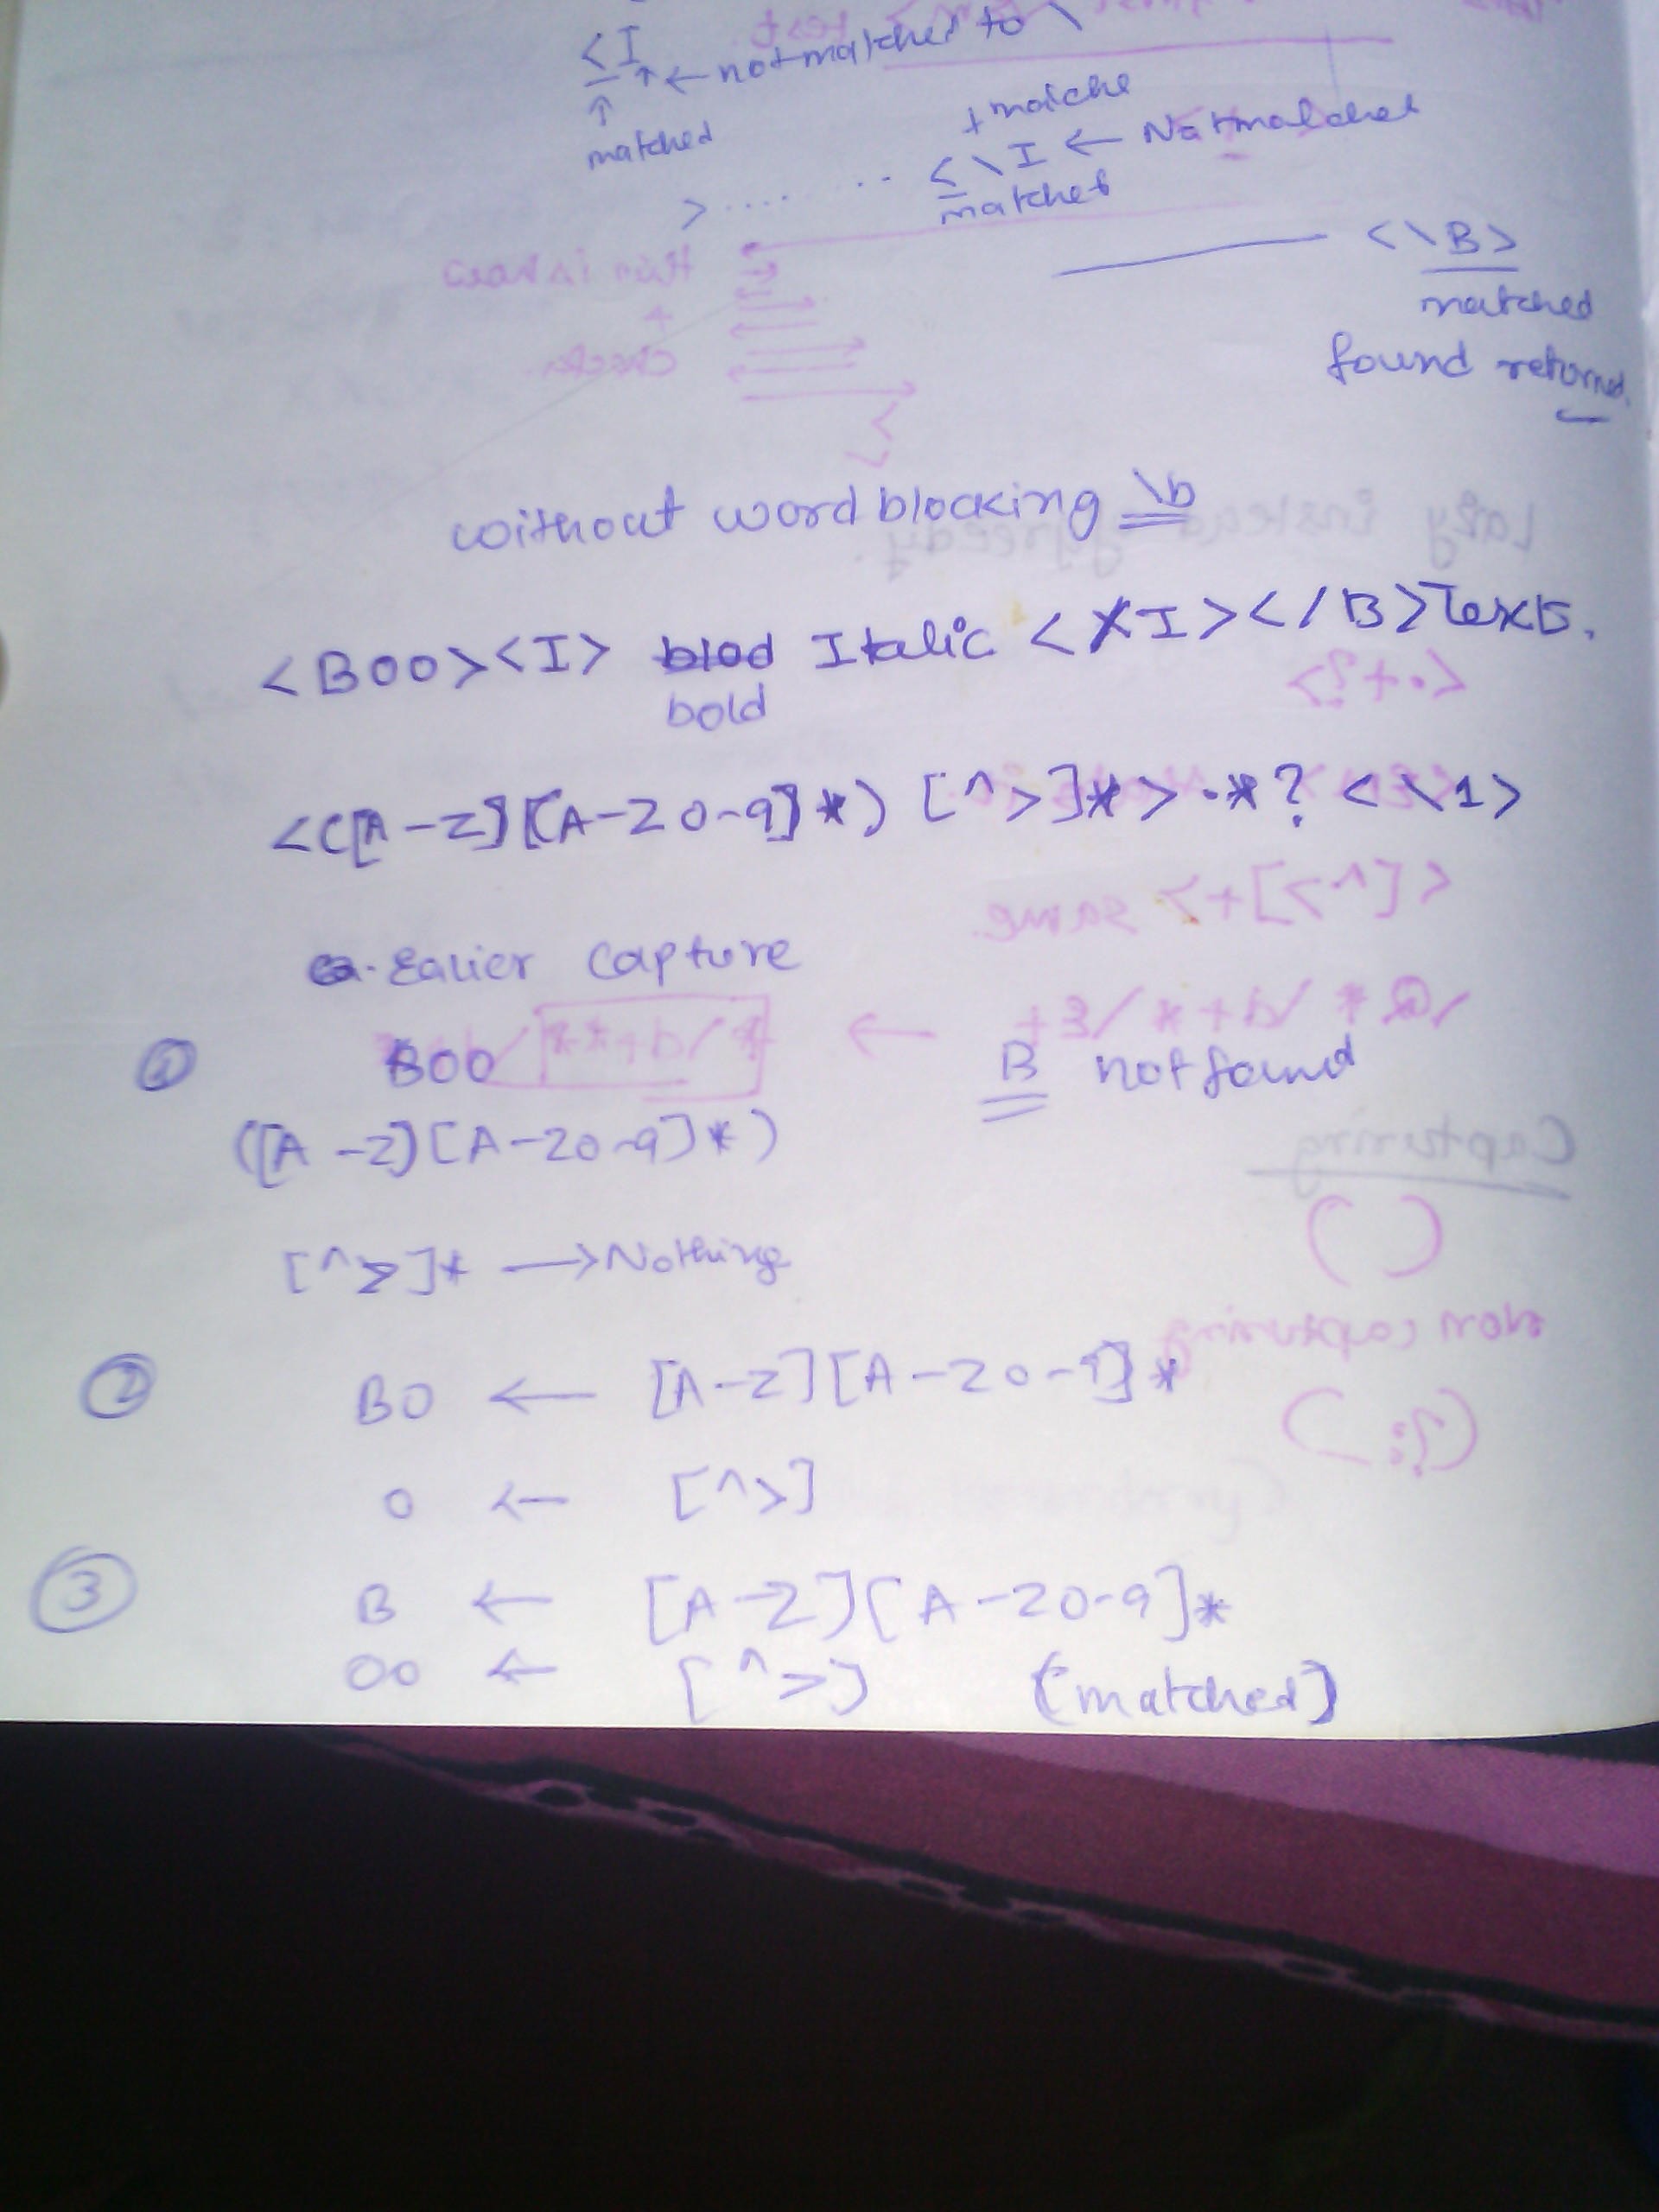 <I
↑ ← not matched to \
↑
matched
+ matche
> .... .. < \ I ← Not matched
matched
< \ B >
matched
found returned
without word blocking \b
<BOO><I> blod Italic </I></B> Texts.
bold
<([A-Z][A-Z0-9]*)[^>]*>.*?<\1>
Ealier capture
① BOO B not found
([A-Z][A-Z0-9]*)
[^>]* → Nothing
② BO ← [A-Z][A-Z0-9]*
O ← [^>]
③ B ← [A-Z][A-Z0-9]*
OO ← [^>] (matched)